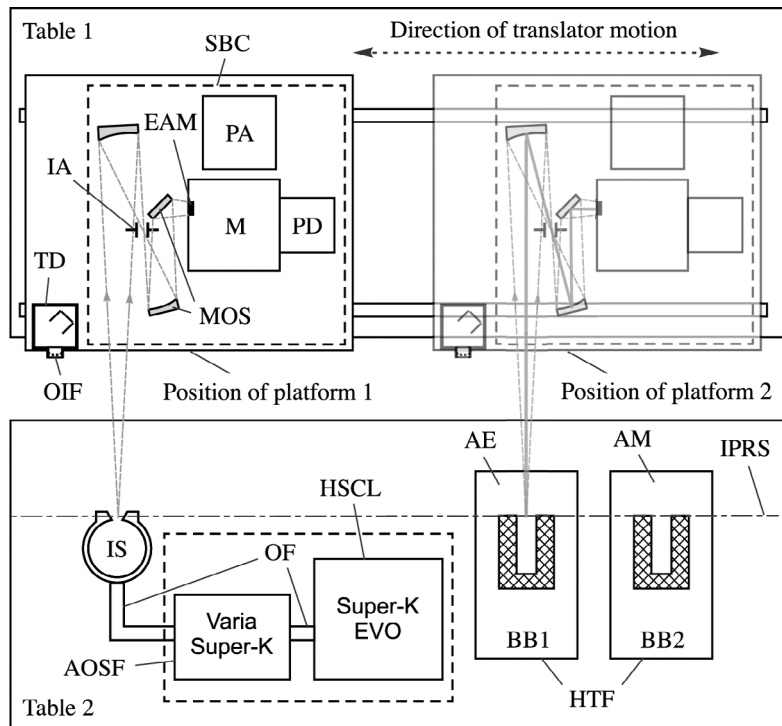 Table 1
SBC
Direction of translator motion
EAM
PA
IA
M
PD
TD
MOS
OIF
Position of platform 1
Position of platform 2
AE
AM
IPRS
HSCL
IS
OF
Varia
Super-K
Super-K
EVO
AOSF
BB1
BB2
HTF
Table 2